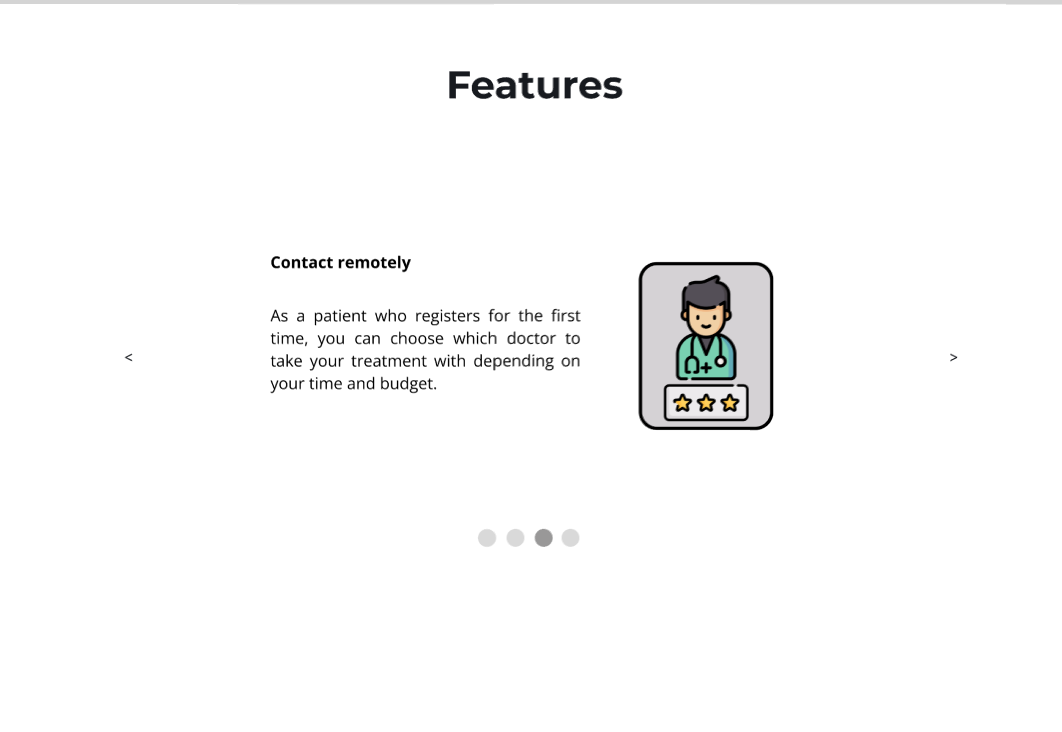 Features
Contact remotely
As a patient who registers for the first
time, you can choose which doctor to
take your treatment with depending on
your time and budget.
<
>